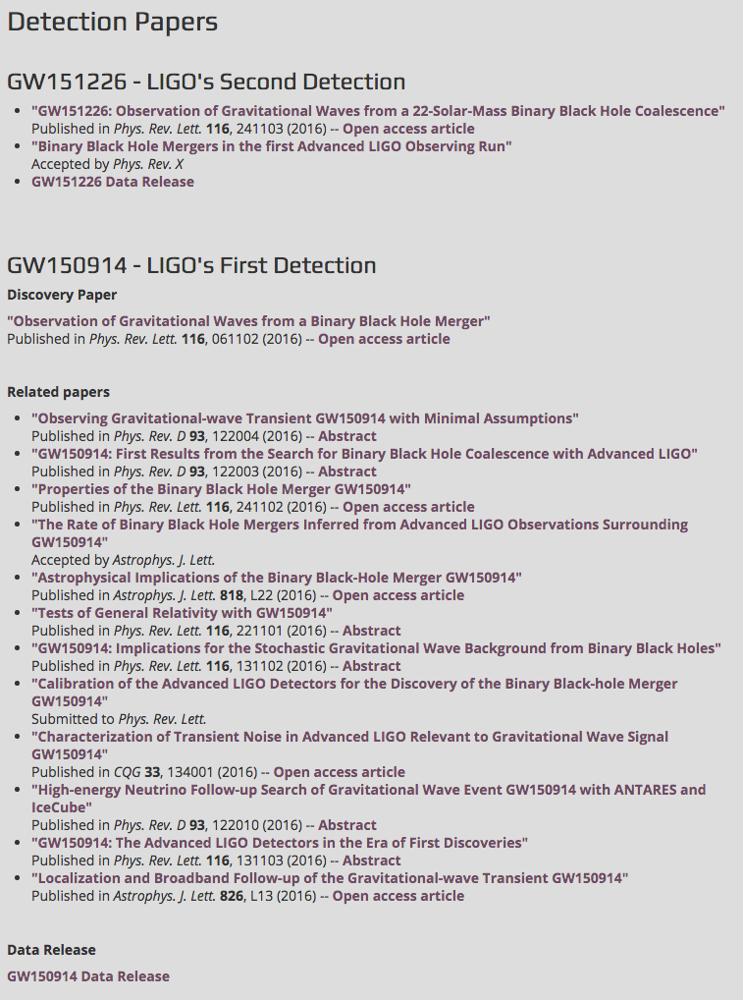 Detection Papers
GW151226 - LIGO's Second Detection
• "GW151226: Observation of Gravitational Waves from a 22-Solar-Mass Binary Black Hole Coalescence"
Published in Phys. Rev. Lett. 116, 241103 (2016) -- Open access article
• "Binary Black Hole Mergers in the first Advanced LIGO Observing Run"
Accepted by Phys. Rev. X
• GW151226 Data Release
GW150914 - LIGO's First Detection
Discovery Paper
"Observation of Gravitational Waves from a Binary Black Hole Merger"
Published in Phys. Rev. Lett. 116, 061102 (2016) -- Open access article
Related papers
• "Observing Gravitational-wave Transient GW150914 with Minimal Assumptions"
Published in Phys. Rev. D 93, 122004 (2016) -- Abstract
• "GW150914: First Results from the Search for Binary Black Hole Coalescence with Advanced LIGO"
Published in Phys. Rev. D 93, 122003 (2016) -- Abstract
• "Properties of the Binary Black Hole Merger GW150914"
Published in Phys. Rev. Lett. 116, 241102 (2016) -- Open access article
• "The Rate of Binary Black Hole Mergers Inferred from Advanced LIGO Observations Surrounding
GW150914"
Accepted by Astrophys. J. Lett.
• "Astrophysical Implications of the Binary Black-Hole Merger GW150914"
Published in Astrophys. J. Lett. 818, L22 (2016) -- Open access article
• "Tests of General Relativity with GW150914"
Published in Phys. Rev. Lett. 116, 221101 (2016) -- Abstract
• "GW150914: Implications for the Stochastic Gravitational Wave Background from Binary Black Holes"
Published in Phys. Rev. Lett. 116, 131102 (2016) -- Abstract
• "Calibration of the Advanced LIGO Detectors for the Discovery of the Binary Black-hole Merger
GW150914"
Submitted to Phys. Rev. Lett.
• "Characterization of Transient Noise in Advanced LIGO Relevant to Gravitational Wave Signal
GW150914"
Published in CQG 33, 134001 (2016) -- Open access article
• "High-energy Neutrino Follow-up Search of Gravitational Wave Event GW150914 with ANTARES and
IceCube"
Published in Phys. Rev. D 93, 122010 (2016) -- Abstract
• "GW150914: The Advanced LIGO Detectors in the Era of First Discoveries"
Published in Phys. Rev. Lett. 116, 131103 (2016) -- Abstract
• "Localization and Broadband Follow-up of the Gravitational-wave Transient GW150914"
Published in Astrophys. J. Lett. 826, L13 (2016) -- Open access article
Data Release
GW150914 Data Release